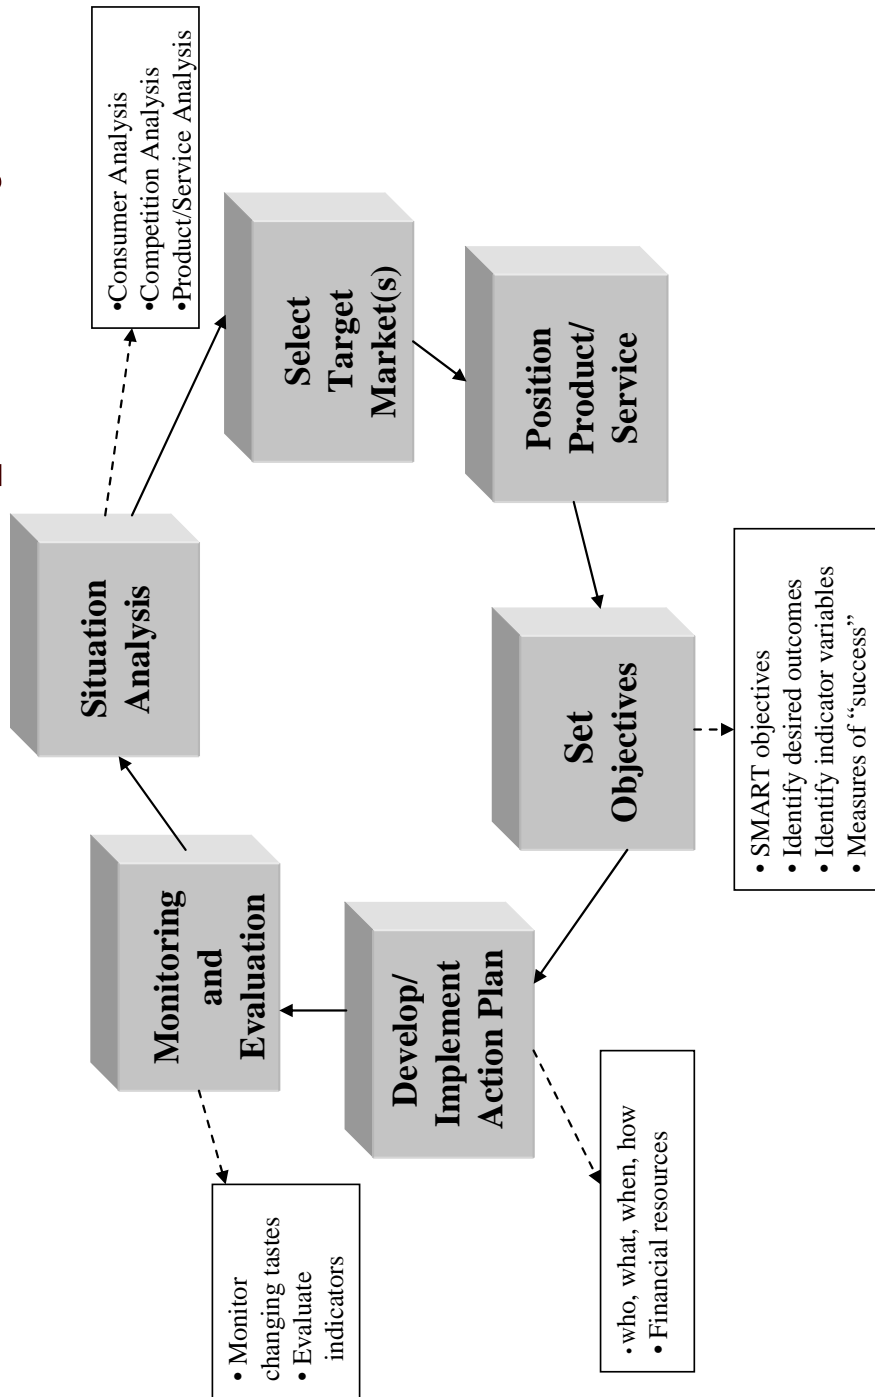 Situation
Analysis
•Consumer Analysis
•Competition Analysis
•Product/Service Analysis
Select
Target
Market(s)
Position
Product/
Service
Set
Objectives
• SMART objectives
• Identify desired outcomes
• Identify indicator variables
• Measures of “success”
Develop/
Implement
Action Plan
•who, what, when, how
• Financial resources
Monitoring
and
Evaluation
• Monitor
changing tastes
• Evaluate
indicators